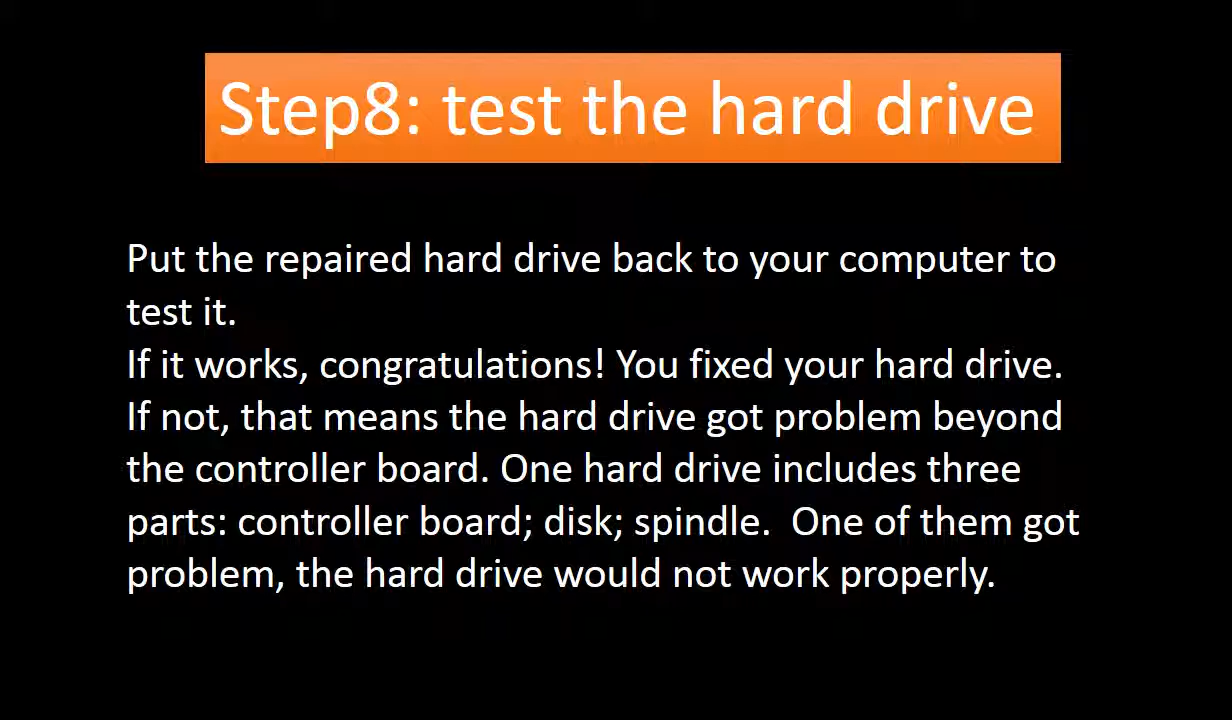 Step8: test the hard drive
Put the repaired hard drive back to your computer to
test it.
If it works, congratulations! You fixed your hard drive.
If not, that means the hard drive got problem beyond
the controller board. One hard drive includes three
parts: controller board; disk; spindle.  One of them got
problem, the hard drive would not work properly.